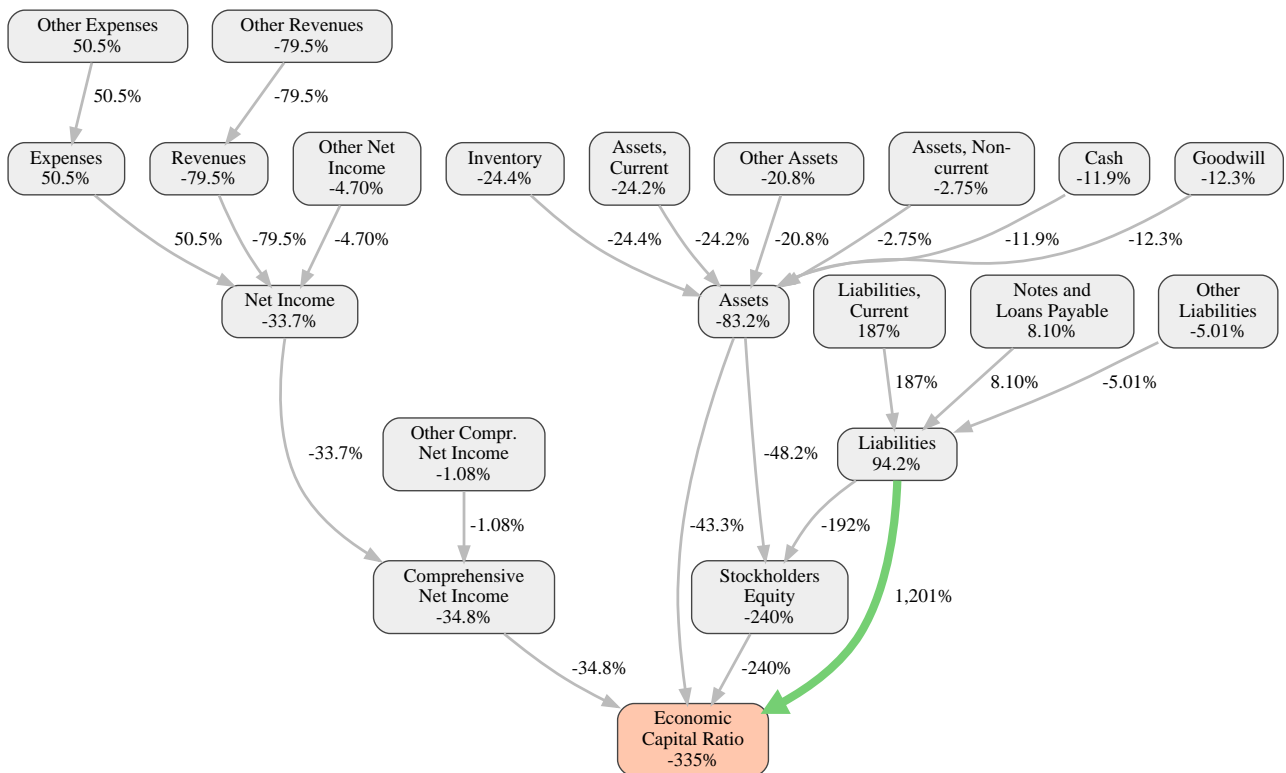 Other Expenses
50.5%
Other Revenues
-79.5%
50.5%
-79.5%
Expenses
50.5%
Revenues
-79.5%
Other Net
Income
-4.70%
Inventory
-24.4%
Assets,
Current
-24.2%
Other Assets
-20.8%
Assets, Non-
current
-2.75%
Cash
-11.9%
Goodwill
-12.3%
50.5%
-79.5%
-4.70%
-24.4%
-24.2%
-20.8%
-2.75%
-11.9%
-12.3%
Net Income
-33.7%
Assets
-83.2%
Liabilities,
Current
187%
Notes and
Loans Payable
8.10%
Other
Liabilities
-5.01%
187%
8.10%
-5.01%
Other Compr.
Net Income
-1.08%
Liabilities
94.2%
-33.7%
-48.2%
-1.08%
-43.3%
-192%
Comprehensive
Net Income
-34.8%
Stockholders
Equity
-240%
1,201%
-34.8%
-240%
Economic
Capital Ratio
-335%